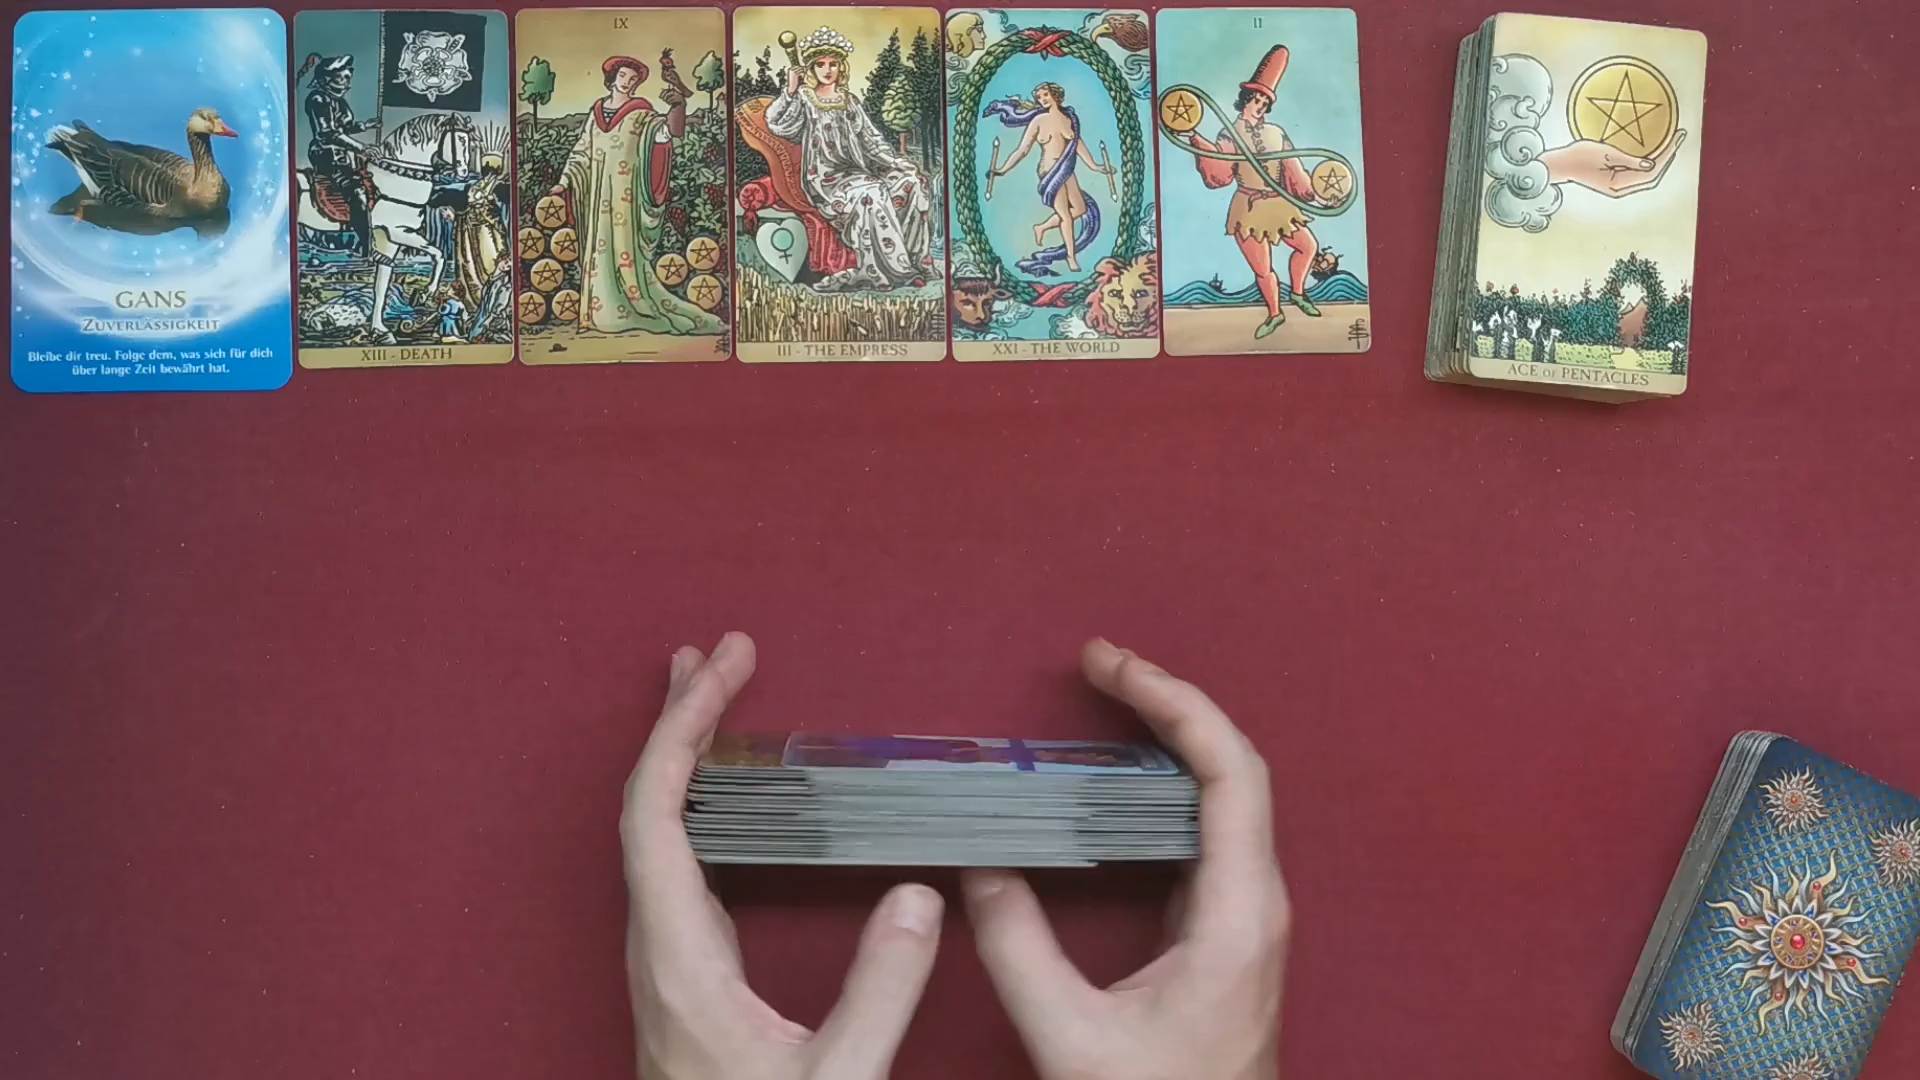 GANS
ZUVERLÄSSIGKEIT
Bleibe dir treu. Folge dem, was sich für dich
über lange Zeit bewährt hat.
XIII - DEATH
IX
III - THE EMPRESS
XXI - THE WORLD
II
ACE OF PENTACLES